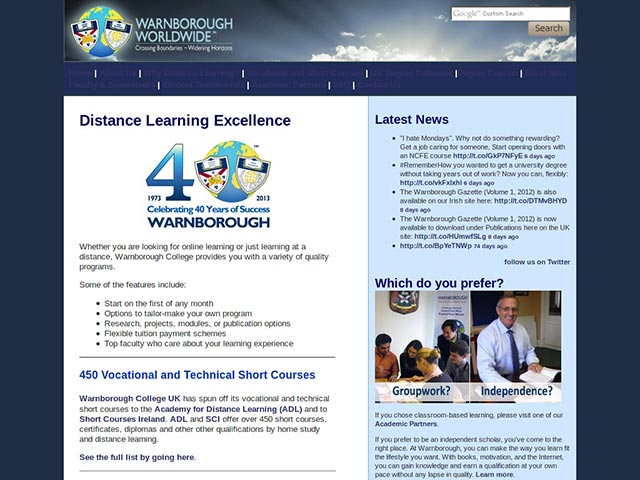 WARNBOROUGH
WORLDWIDE™
Crossing Boundaries ~ Widening Horizons
Google™ Custom Search
Search
Home | About Us | Why Distance Learning? | Vocational and Short Courses | UK Degree Pathways | Degree Courses | Enrol Now
Faculty & Supervisors | Student Testimonials | Academic Partners | FAQ | Contact Us
Distance Learning Excellence
40
1973
2013
Celebrating 40 Years of Success
WARNBOROUGH
Whether you are looking for online learning or just learning at a
distance, Warnborough College provides you with a variety of quality
programs.
Some of the features include:
Start on the first of any month
Options to tailor-make your own program
Research, projects, modules, or publication options
Flexible tuition payment schemes
Top faculty who care about your learning experience
450 Vocational and Technical Short Courses
Warnborough College UK has spun off its vocational and technical
short courses to the Academy for Distance Learning (ADL) and to
Short Courses Ireland. ADL and SCI offer over 450 short courses,
certificates, diplomas and other other qualifications by home study
and distance learning.
See the full list by going here.
Latest News
"I hate Mondays". Why not do something rewarding?
Get a job caring for someone, Start opening doors with
an NCFE course http://t.co/GkP7NFyE 6 days ago
#RememberHow you wanted to get a university degree
without taking years out of work? Now you can, flexibly:
http://t.co/vkFxlxhI 6 days ago
The Warnborough Gazette (Volume 1, 2012) is also
available on our Irish site here: http://t.co/DTMvBHYD
6 days ago
The Warnborough Gazette (Volume 1, 2012) is now
available to download under Publications here on the UK
site: http://t.co/HUmwfSLg 6 days ago
http://t.co/BpYeTNWp 74 days ago
follow us on Twitter
Which do you prefer?
WARNBOROUGH
Groupwork?
Independence?
If you chose classroom-based learning, please visit one of our
Academic Partners.
If you prefer to be an independent scholar, you've come to the
right place. At Warnborough, you can make the way you learn fit
the lifestyle you want. With books, motivation, and the Internet,
you can gain knowledge and earn a qualification at your own
pace without any lapse in quality. Learn more.